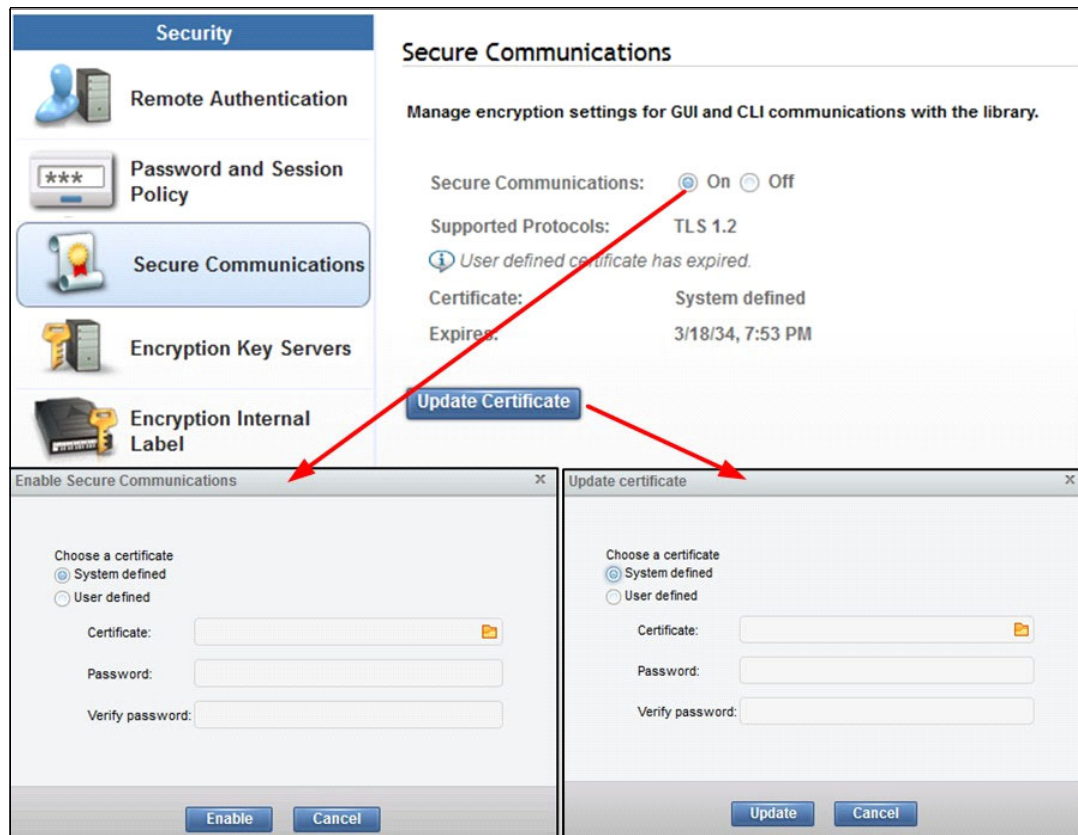 Security
Remote Authentication
***
Password and Session
Policy
Secure Communications
Encryption Key Servers
Encryption Internal
Label
Secure Communications
Manage encryption settings for GUI and CLI communications with the library.
Secure Communications: On Off
Supported Protocols: TLS 1.2
User defined certificate has expired.
Certificate: System defined
Expires: 3/18/34, 7:53 PM
Update Certificate
Enable Secure Communications x
Choose a certificate
System defined
User defined
Certificate:
Password:
Verify password:
Enable Cancel
Update certificate x
Choose a certificate
System defined
User defined
Certificate:
Password:
Verify password:
Update Cancel